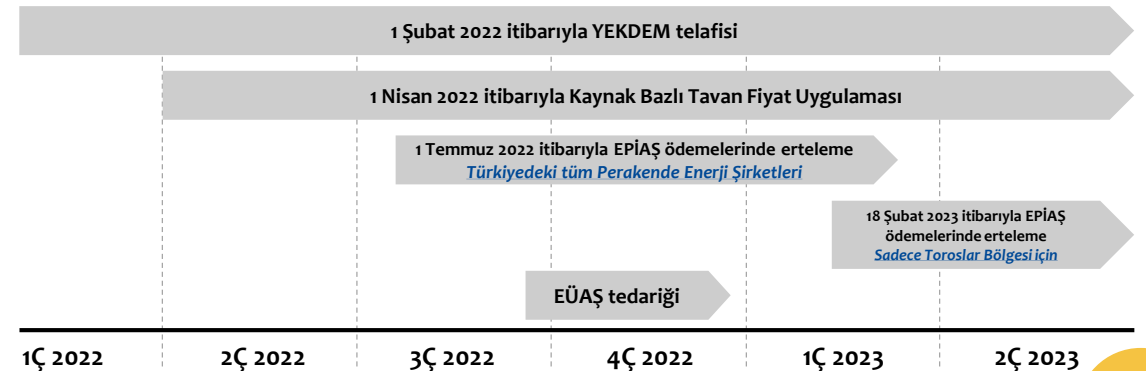 1 Şubat 2022 itibarıyla YEKDEM telafisi
1 Nisan 2022 itibarıyla Kaynak Bazlı Tavan Fiyat Uygulaması
1 Temmuz 2022 itibarıyla EPİAŞ ödemelerinde erteleme
Türkiyedeki tüm Perakende Enerji Şirketleri
18 Şubat 2023 itibarıyla EPİAŞ
ödemelerinde erteleme
Sadece Toroslar Bölgesi için
EÜAŞ tedariği
1Ç 2022
2Ç 2022
3Ç 2022
4Ç 2022
1Ç 2023
2Ç 2023